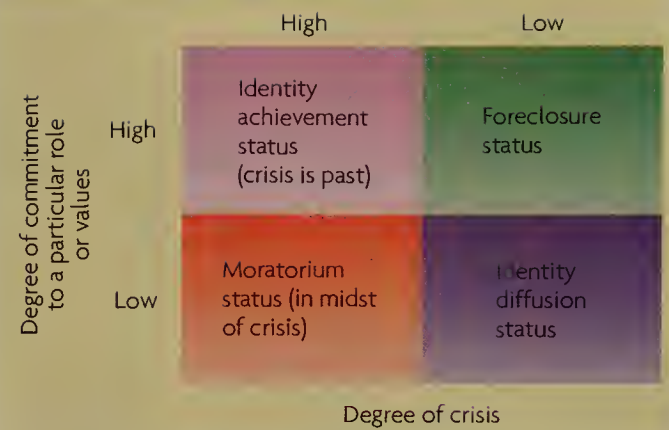 High Low
Degree of commitment
to a particular role
or values
High
Identity
achievement
status
(crisis is past)
Foreclosure
status
Low
Moratorium
status (in midst
of crisis)
Identity
diffusion
status
Degree of crisis